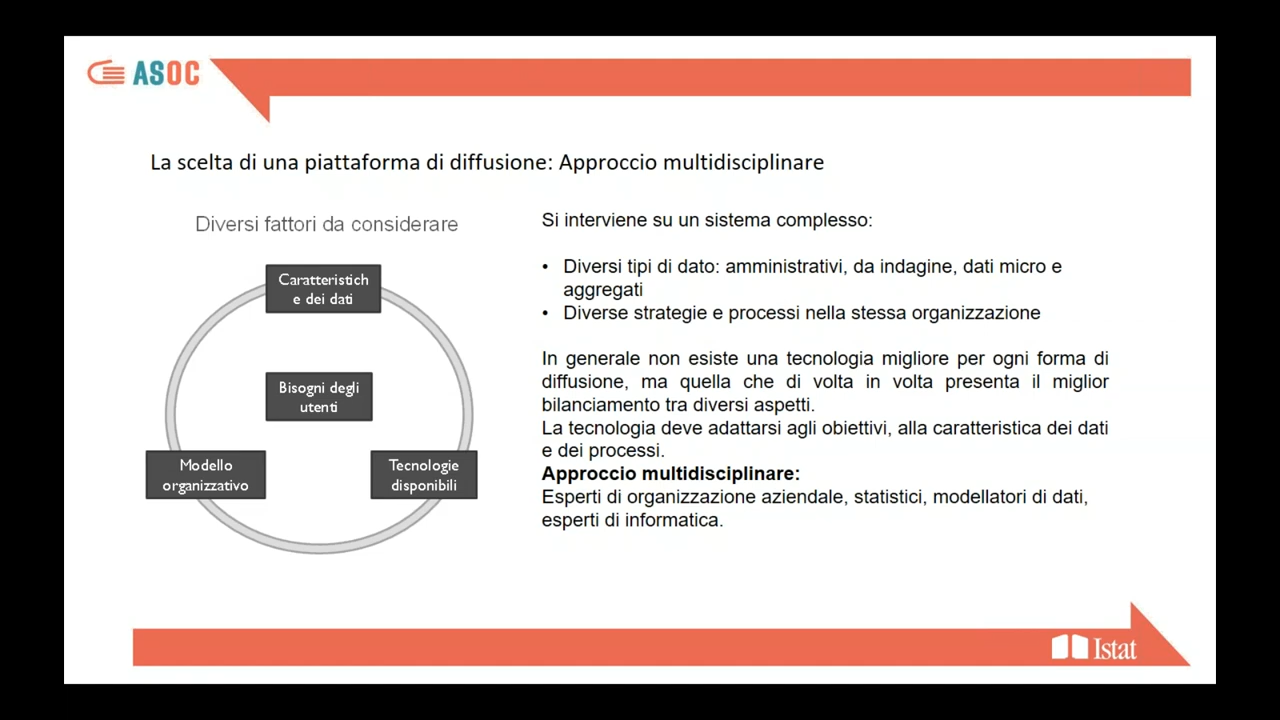 ASOC
La scelta di una piattaforma di diffusione: Approccio multidisciplinare
Diversi fattori da considerare
Caratteristich
e dei dati
Bisogni degli
utenti
Modello
organizzativo
Tecnologie
disponibili
Si interviene su un sistema complesso:
• Diversi tipi di dato: amministrativi, da indagine, dati micro e
aggregati
• Diverse strategie e processi nella stessa organizzazione
In generale non esiste una tecnologia migliore per ogni forma di
diffusione, ma quella che di volta in volta presenta il miglior
bilanciamento tra diversi aspetti.
La tecnologia deve adattarsi agli obiettivi, alla caratteristica dei dati
e dei processi.
Approccio multidisciplinare:
Esperti di organizzazione aziendale, statistici, modellatori di dati,
esperti di informatica.
Istat